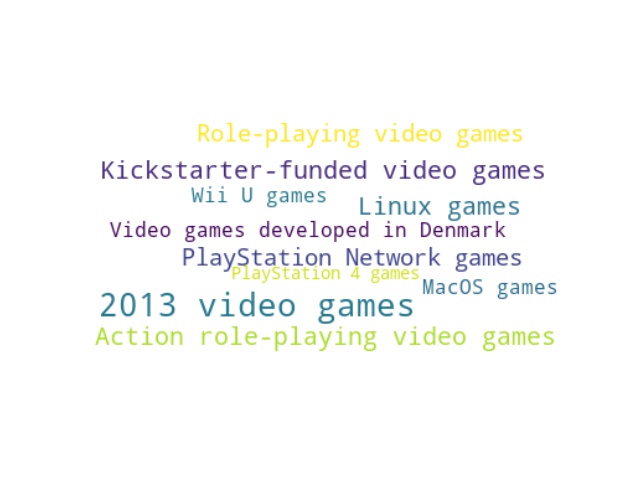 Role-playing video games
Kickstarter-funded video games
Wii U games
Linux games
Video games developed in Denmark
PlayStation Network games
PlayStation 4 games
MacOS games
2013 video games
Action role-playing video games